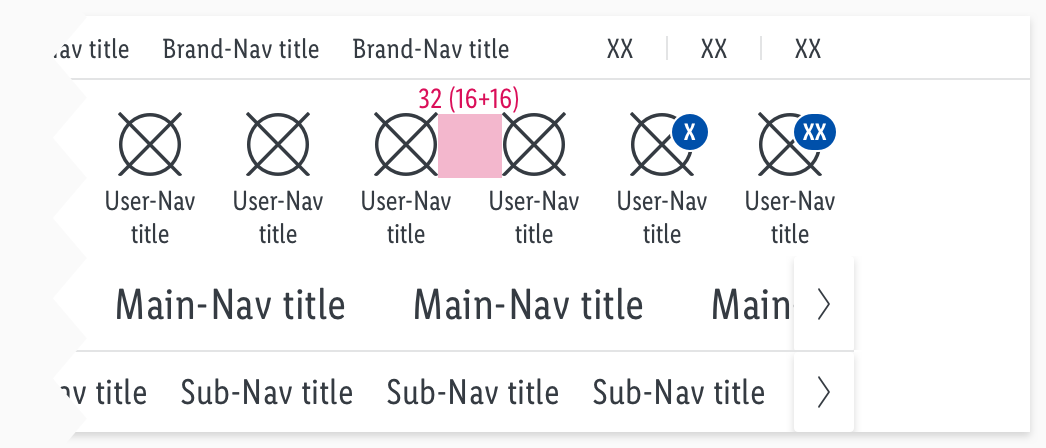 av title Brand-Nav title Brand-Nav title XX XX XX
32 (16+16)
X XX
User-Nav User-Nav User-Nav User-Nav User-Nav User-Nav
title title title title title title
Main-Nav title Main-Nav title Main
v title Sub-Nav title Sub-Nav title Sub-Nav title